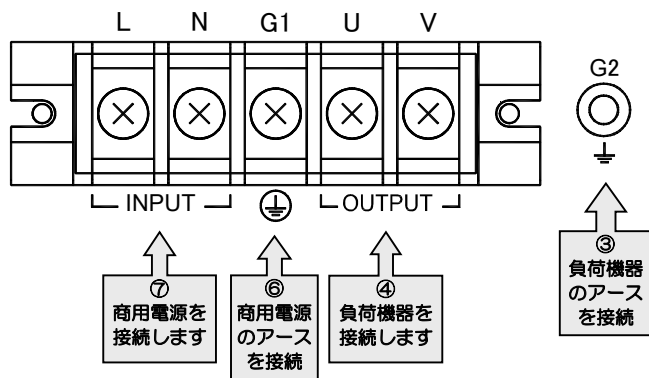 L N G1 U V
G2
INPUT OUTPUT
③
負荷機器
のアース
を接続
⑦
商用電源を
接続します
⑥
商用電源
のアース
を接続
④
負荷機器を
接続します